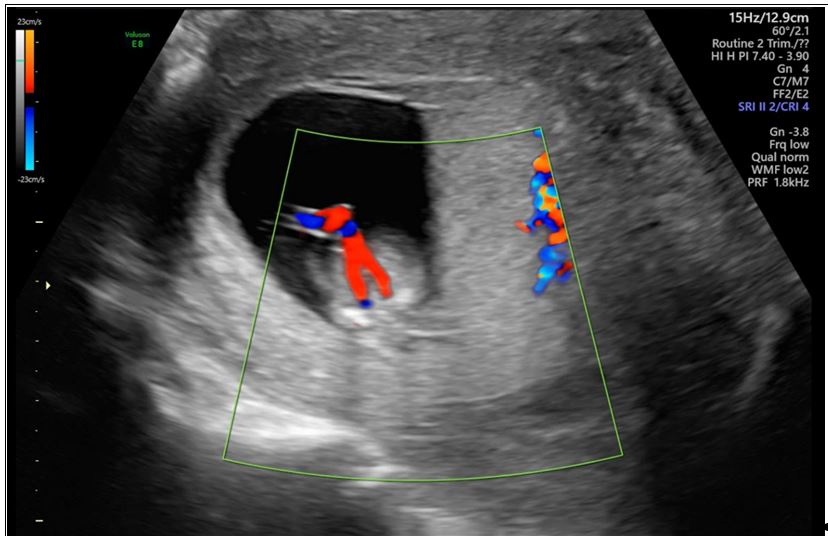 23cm/s
-23cm/s
Voluson
E8
15Hz/12.9cm
60°/2.1
Routine 2 Trim./??
HI H PI 7.40 - 3.90
Gn 4
C7/M7
FF2/E2
SRI II 2/CRI 4
Gn -3.8
Frq low
Qual norm
WMF low2
PRF 1.8kHz